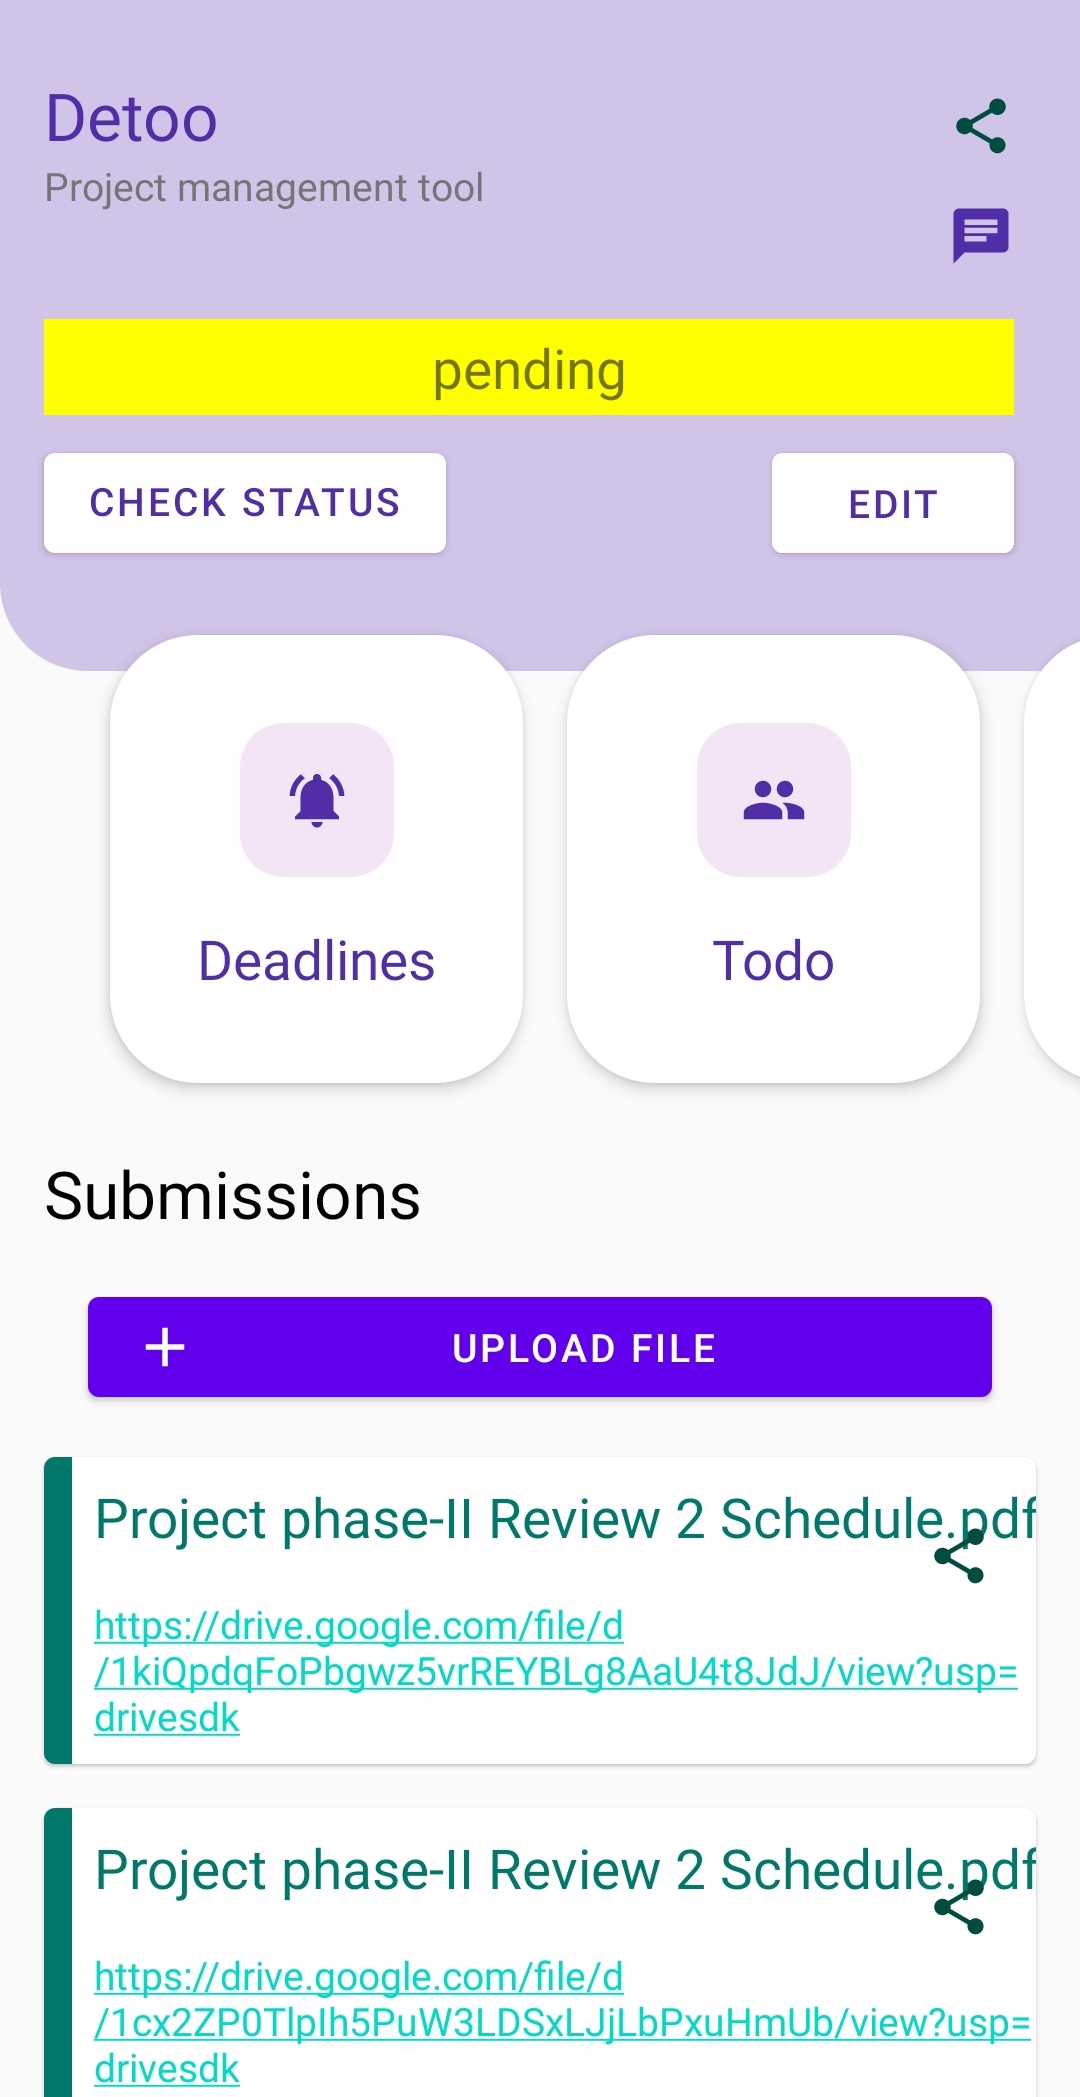 Detoo
Project management tool
pending
CHECK STATUS
EDIT
Deadlines
Todo
Submissions
UPLOAD FILE
Project phase-II Review 2 Schedule.pdf
https://drive.google.com/file/d
/1kiQpdqFoPbgwz5vrREYBLg8AaU4t8JdJ/view?usp=
drivesdk
Project phase-II Review 2 Schedule.pdf
https://drive.google.com/file/d
/1cx2ZP0TlpIh5PuW3LDSxLJjLbPxuHmUb/view?usp=
drivesdk